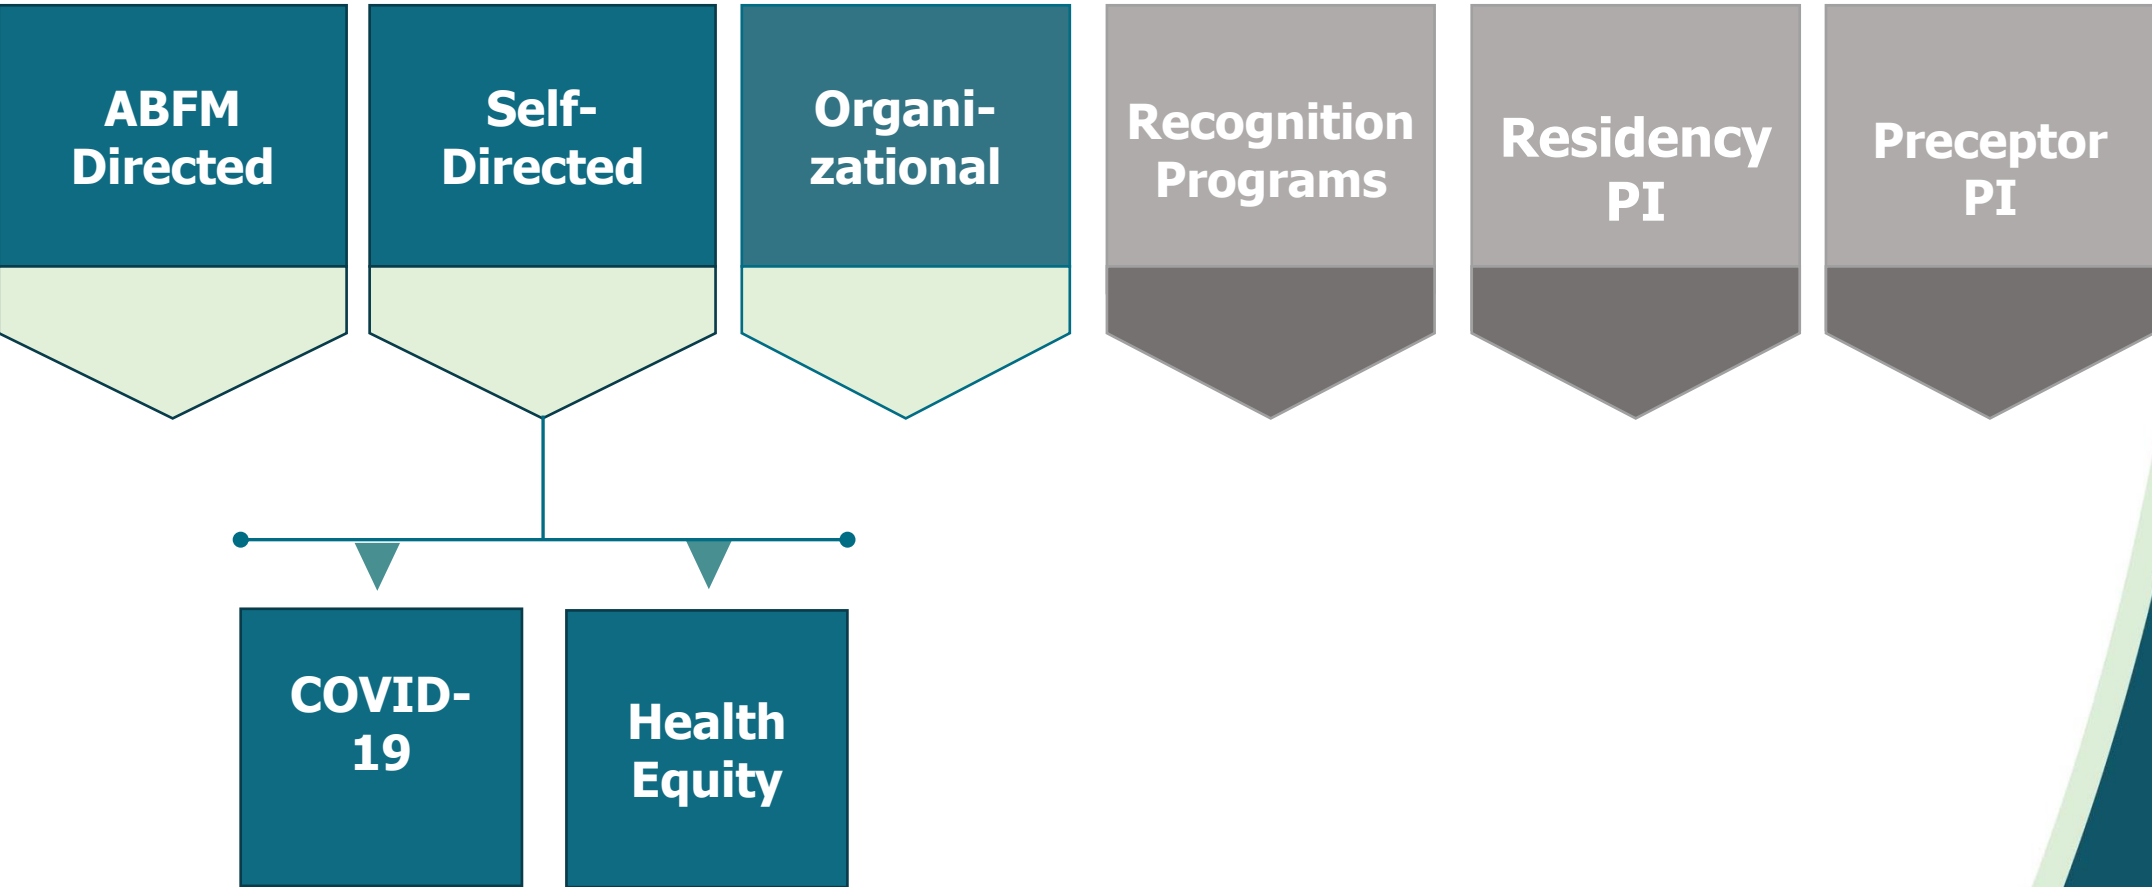 ABFM
Directed
Self-
Directed
Organi-
zational
Recognition
Programs
Residency
PI
Preceptor
PI
COVID-
19
Health
Equity